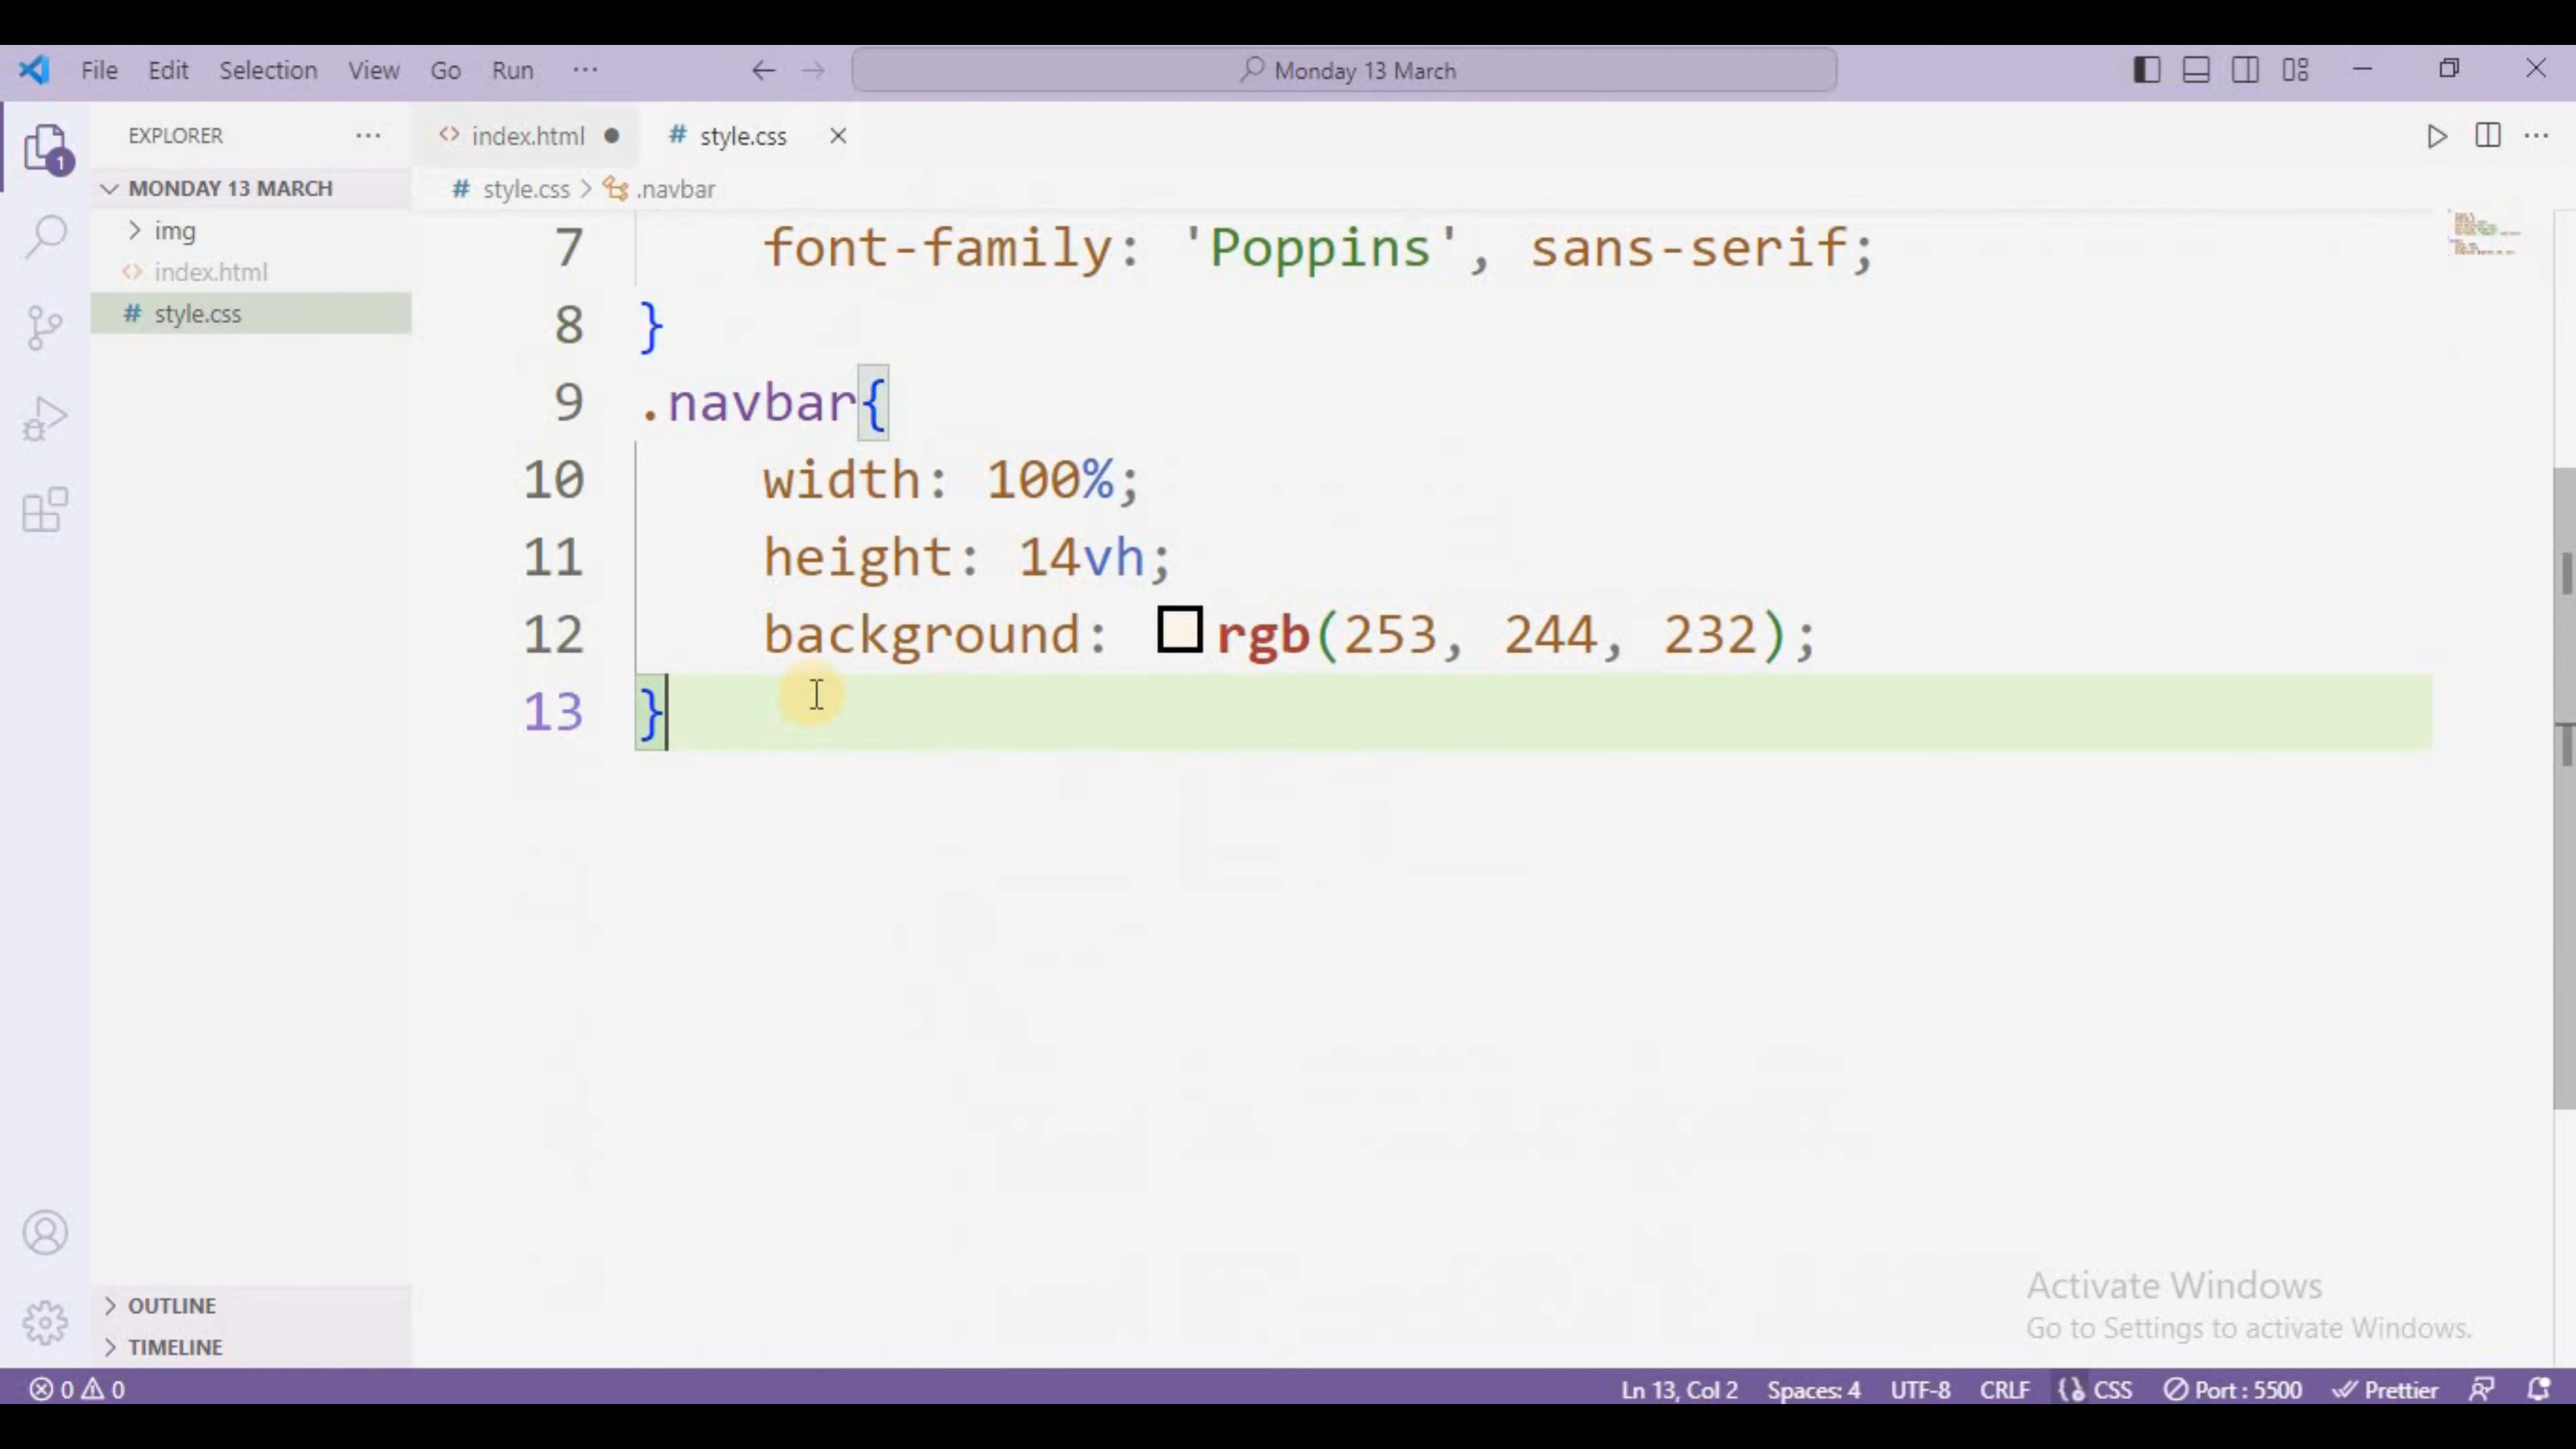 File Edit Selection View Go Run ··· Monday 13 March
EXPLORER ···
<> index.html ●
# style.css
1
MONDAY 13 MARCH
# style.css > .navbar
img
<> index.html
# style.css
7 font-family: 'Poppins', sans-serif;
8 }
9 .navbar{
10 width: 100%;
11 height: 14vh;
12 background: rgb(253, 244, 232);
13 }
OUTLINE
TIMELINE
Activate Windows
Go to Settings to activate Windows.
0 0 Ln 13, Col 2 Spaces: 4 UTF-8 CRLF CSS Port : 5500 Prettier